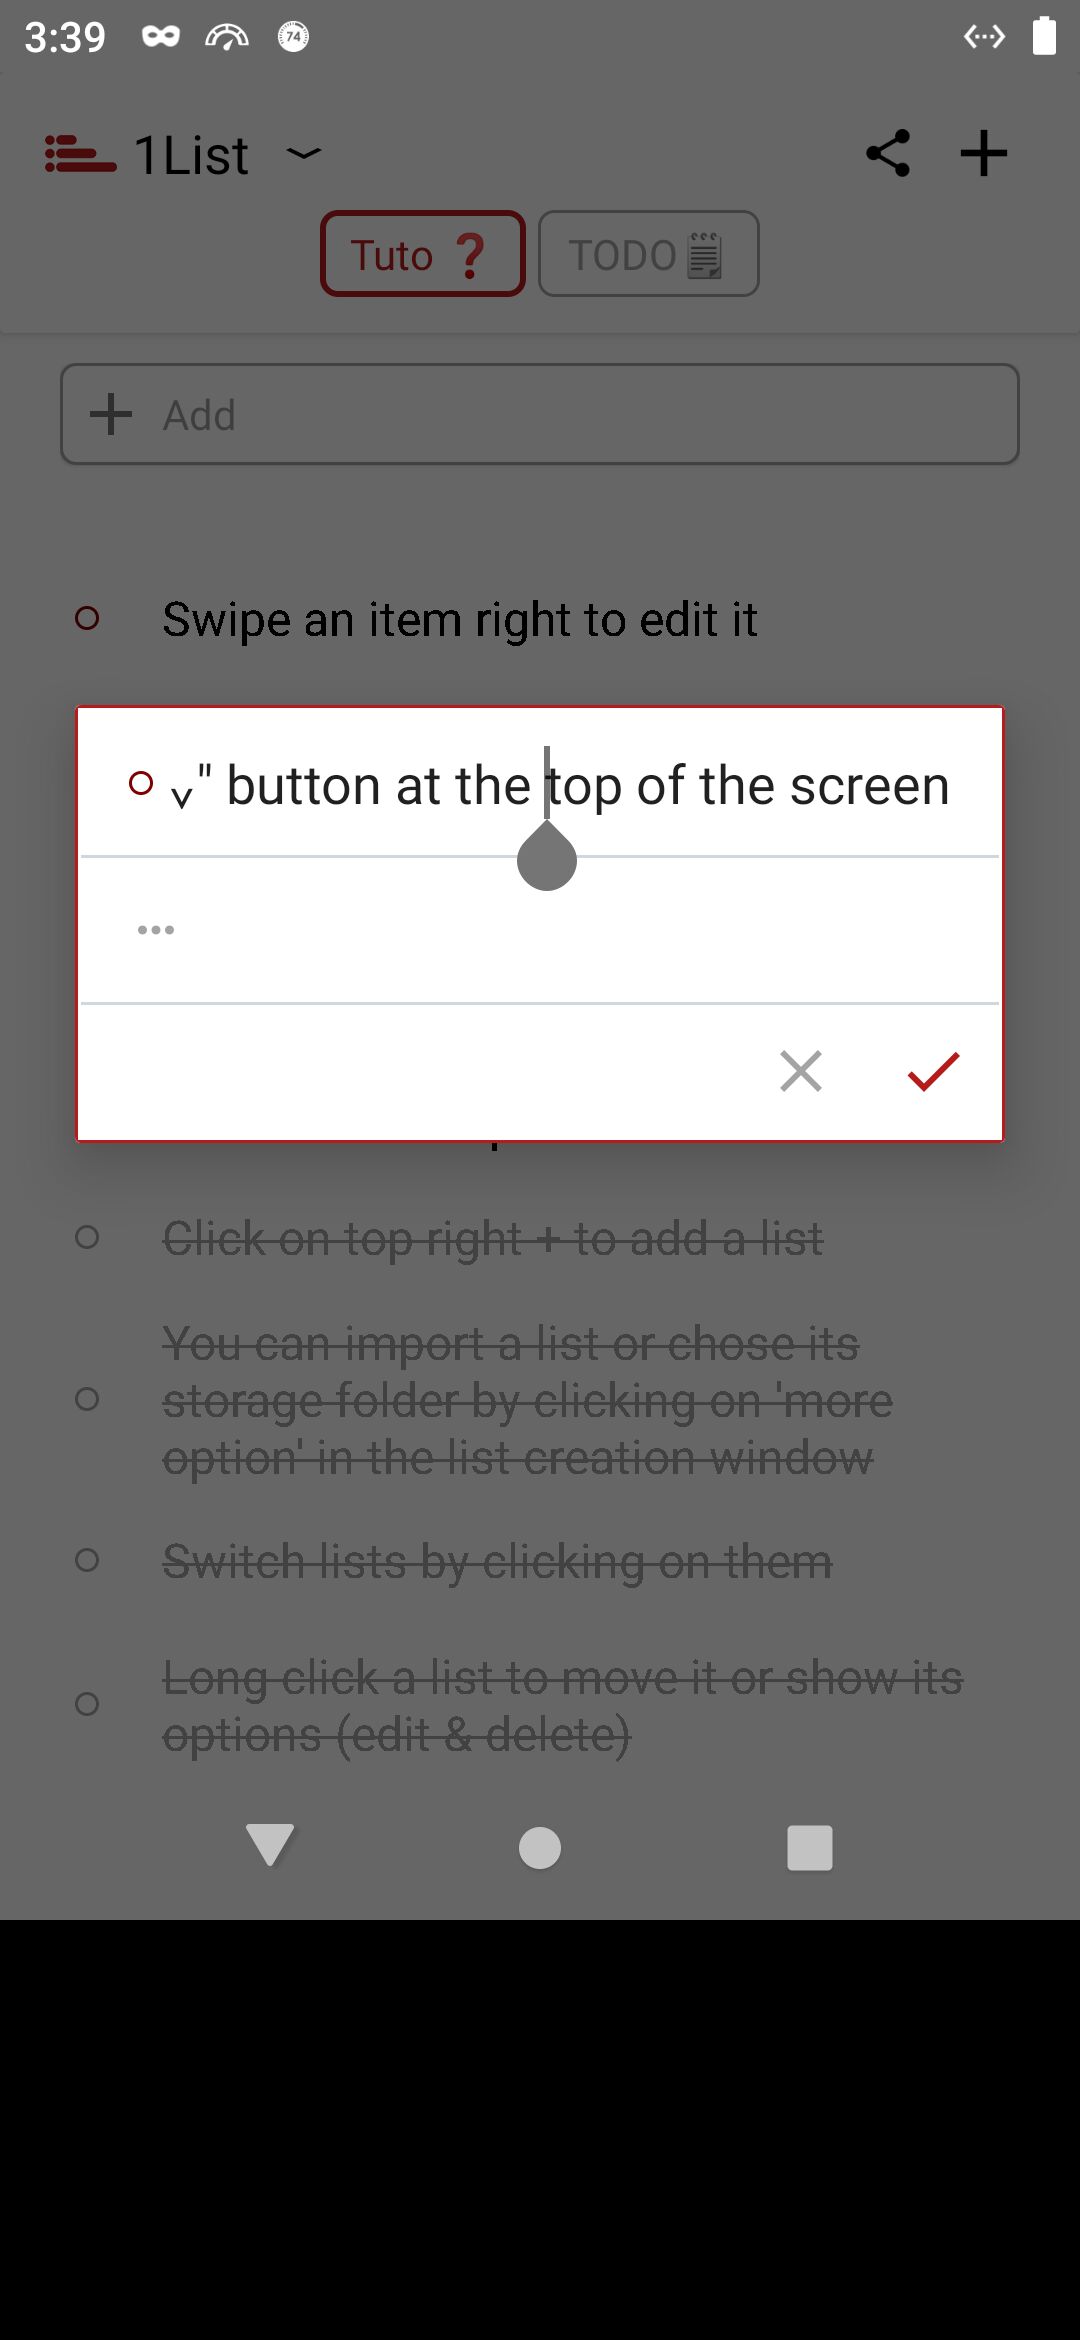 3:39
74
1List
Tuto ❓
TODO🗒
Add
Swipe an item right to edit it
v" button at the top of the screen
...
Click on top right + to add a list
You can import a list or chose its
storage folder by clicking on 'more
option' in the list creation window
Switch lists by clicking on them
Long click a list to move it or show its
options (edit & delete)